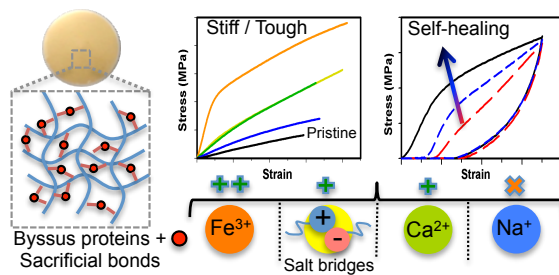 Stiff / Tough
Stress (MPa)
Pristine
Strain
Self-healing
Stress (MPa)
Strain
Byssus proteins +
Sacrificial bonds
Fe³⁺
+
-
Salt bridges
Ca²⁺
Na⁺